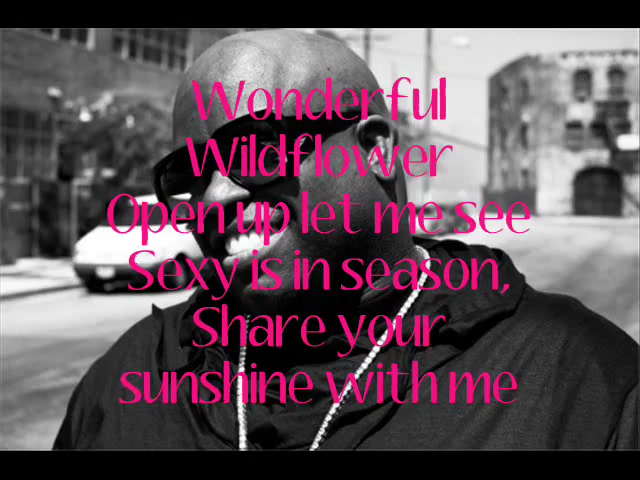 Wonderful
Wildflower
Open up let me see
Sexy is in season,
Share your
sunshine with me